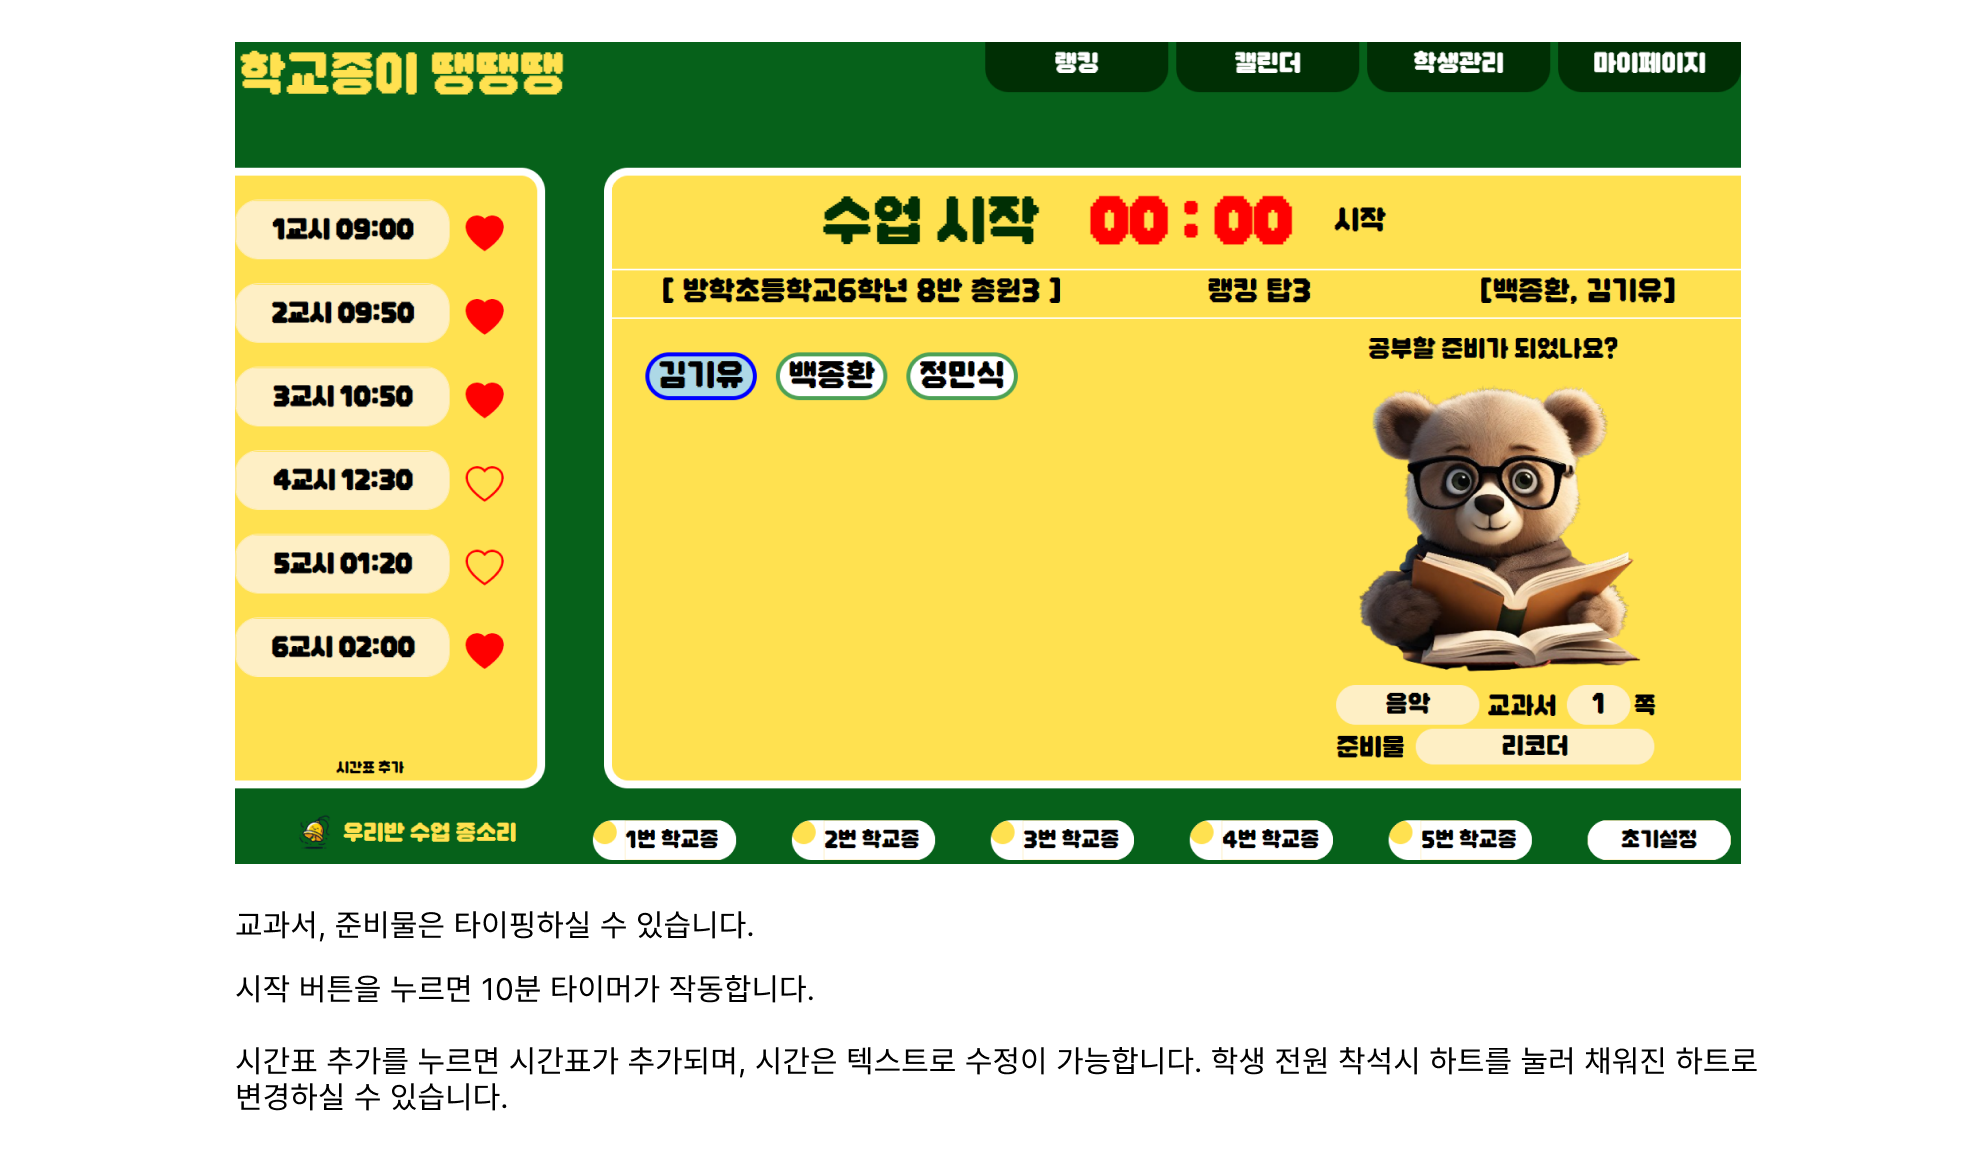 학교종이 땡땡땡
랭킹 캘린더 학생관리 마이페이지
수업 시작 00 : 00 시작
[ 방학초등학교6학년 8반 총원3 ] 랭킹 탑3 [백종환, 김기유]
1교시 09:00
2교시 09:50
3교시 10:50
4교시 12:30
5교시 01:20
6교시 02:00
시간표 추가
김기유 백종환 정민식
공부할 준비가 되었나요?
음악 교과서 1 쪽
준비물 리코더
우리반 수업 종소리 1번 학교종 2번 학교종 3번 학교종 4번 학교종 5번 학교종 초기설정
교과서, 준비물은 타이핑하실 수 있습니다.
시작 버튼을 누르면 10분 타이머가 작동합니다.
시간표 추가를 누르면 시간표가 추가되며, 시간은 텍스트로 수정이 가능합니다. 학생 전원 착석시 하트를 눌러 채워진 하트로
변경하실 수 있습니다.